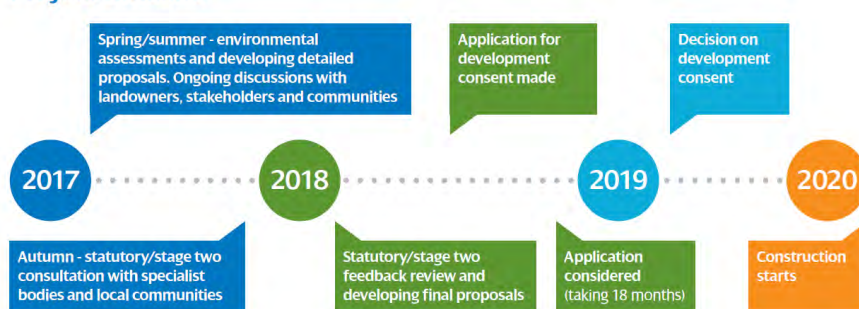 Spring/summer - environmental
assessments and developing detailed
proposals. Ongoing discussions with
landowners, stakeholders and communities
Application for
development
consent made
Decision on
development
consent
2017
2018
2019
2020
Autumn - statutory/stage two
consultation with specialist
bodies and local communities
Statutory/stage two
feedback review and
developing final proposals
Application
considered
(taking 18 months)
Construction
starts